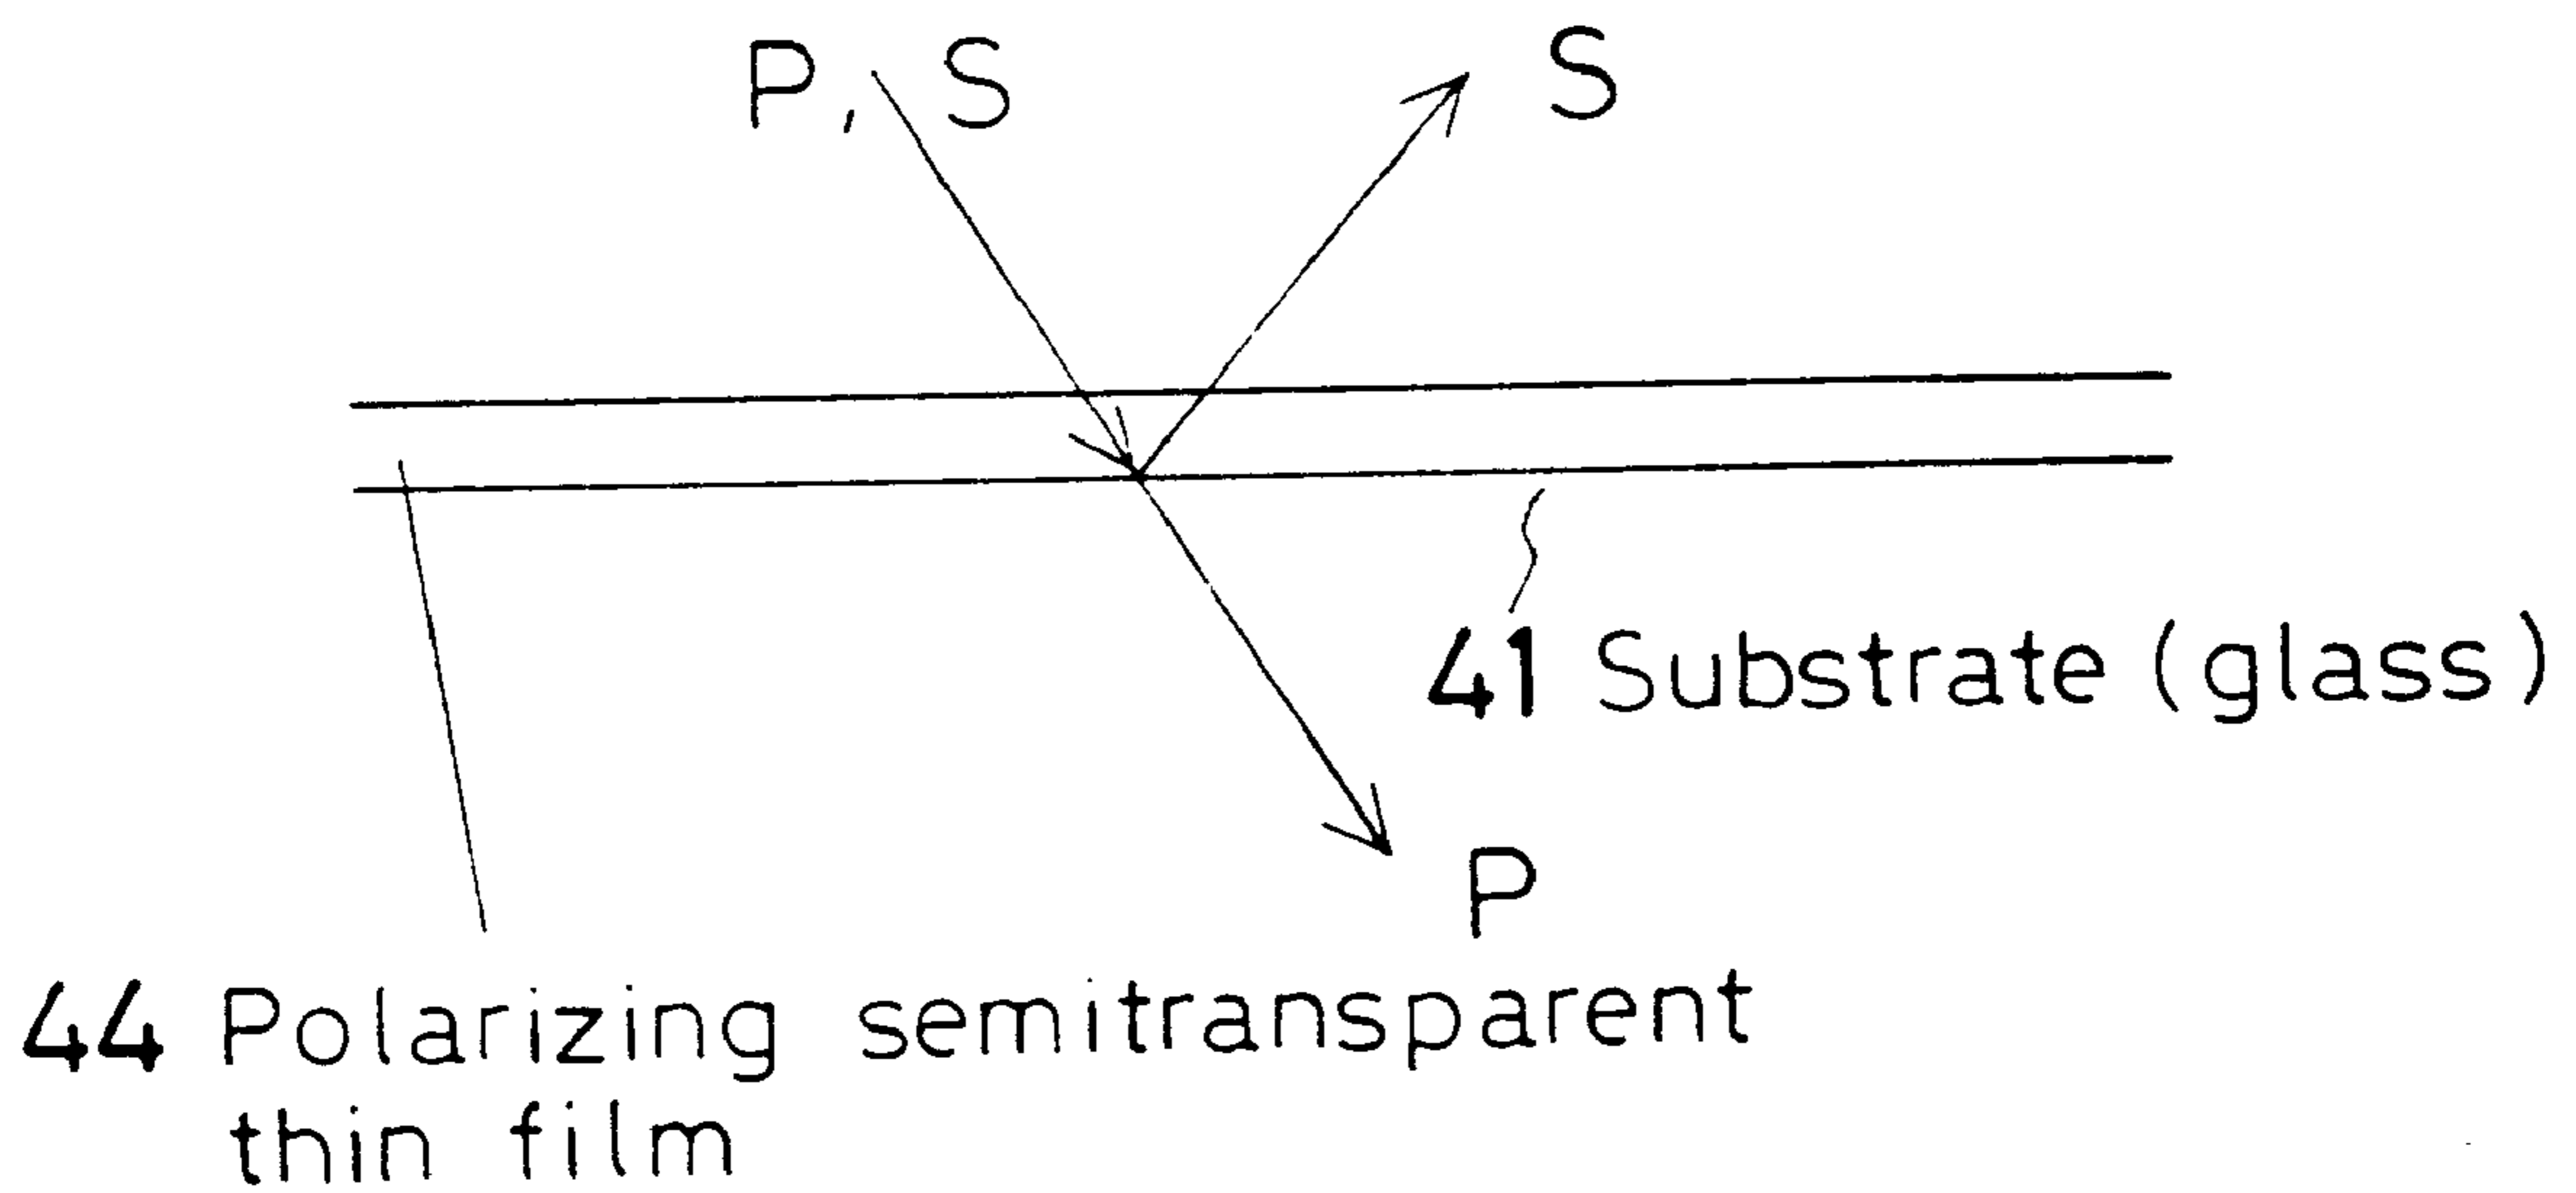 P, S
S
41 Substrate (glass)
P
44 Polarizing semitransparent
thin film